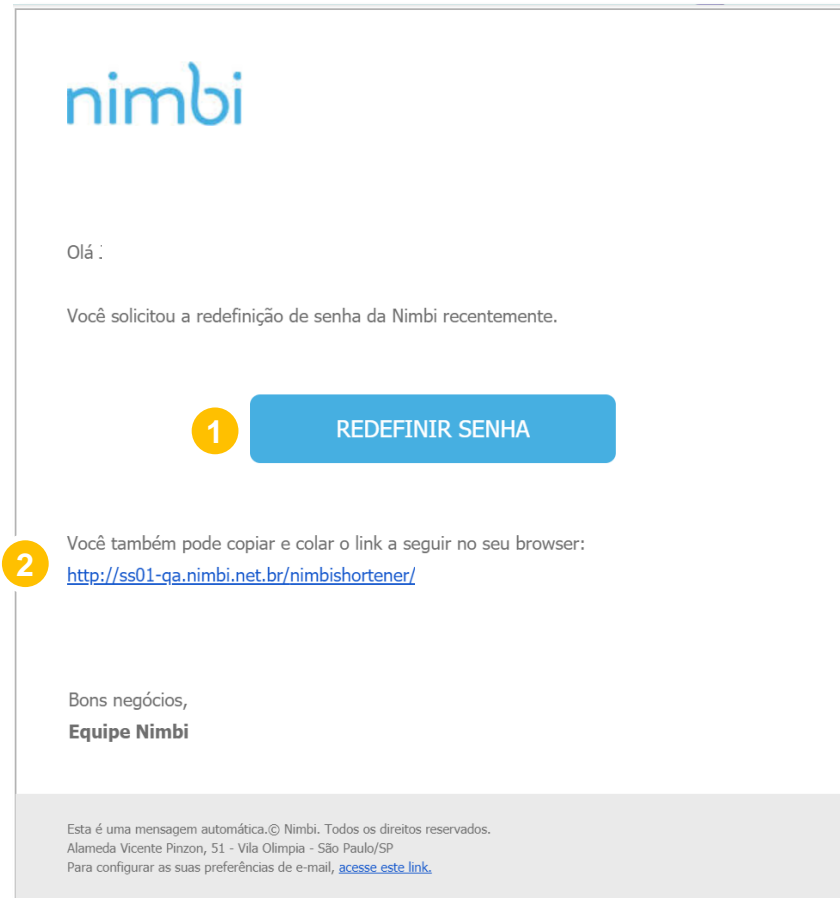 nimbi
Olá
Você solicitou a redefinição de senha da Nimbi recentemente.
1
REDEFINIR SENHA
2
Você também pode copiar e colar o link a seguir no seu browser:
http://ss01-qa.nimbi.net.br/nimbishortener/
Bons negócios,
Equipe Nimbi
Esta é uma mensagem automática.© Nimbi. Todos os direitos reservados.
Alameda Vicente Pinzon, 51 - Vila Olimpia - São Paulo/SP
Para configurar as suas preferências de e-mail, acesse este link.